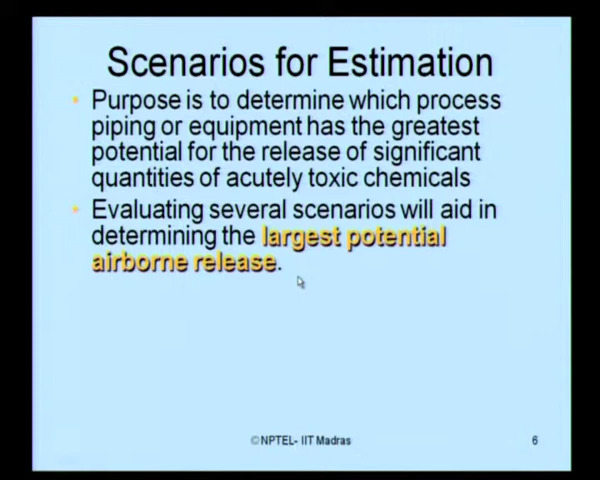 Scenarios for Estimation
• Purpose is to determine which process
piping or equipment has the greatest
potential for the release of significant
quantities of acutely toxic chemicals
• Evaluating several scenarios will aid in
determining the largest potential
airborne release.
©NPTEL- IIT Madras
6